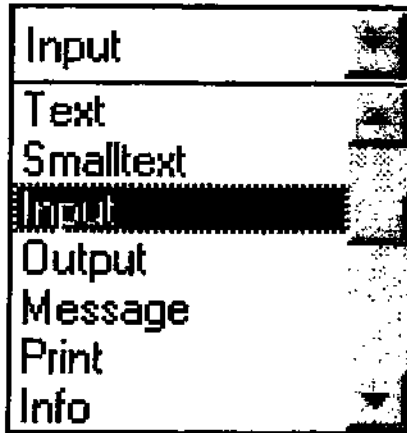 Input
Text
Smalltext
Input
Output
Message
Print
Info